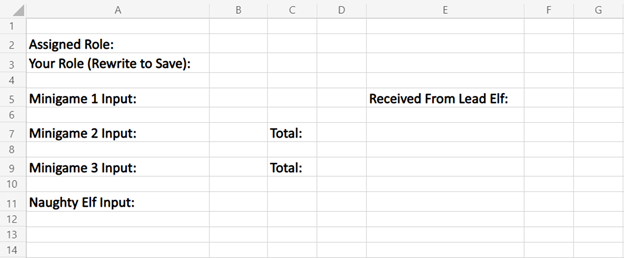 A B C D E F G
1
2 Assigned Role:
3 Your Role (Rewrite to Save):
4
5 Minigame 1 Input: Received From Lead Elf:
6
7 Minigame 2 Input: Total:
8
9 Minigame 3 Input: Total:
10
11 Naughty Elf Input:
12
13
14